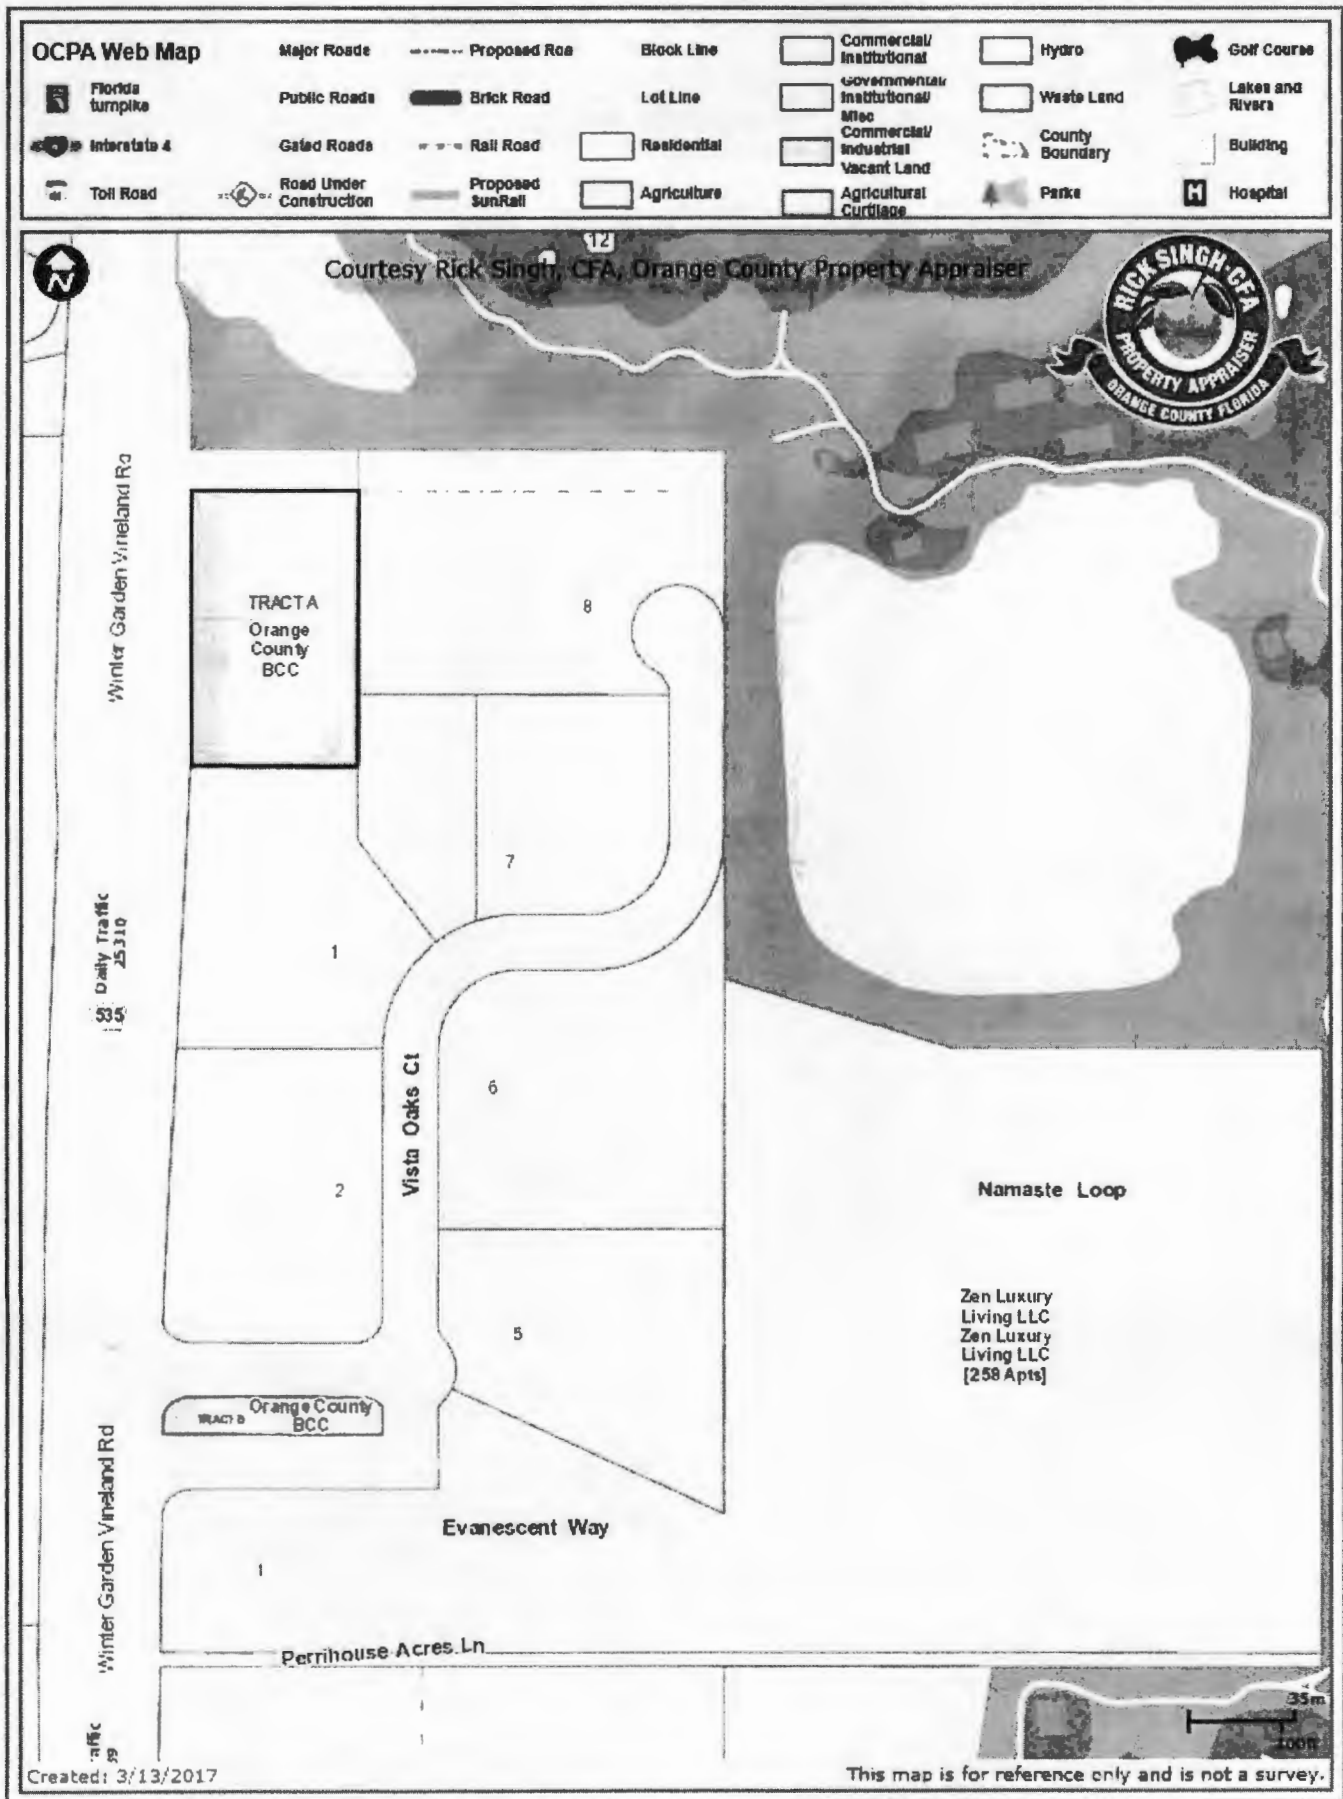 OCPA Web Map
Florida
turnpike
Interstate 4
Toll Road
Major Roads
Public Roads
Gated Roads
Road Under
Construction
Proposed Roa
Brick Road
Rail Road
Proposed
SunRail
Block Line
Lot Line
Residential
Agriculture
Commercial/
Institutional
Governmental/
Institutional/
Misc
Commercial/
Industrial
Vacant Land
Agricultural
Curtilage
Hydro
Waste Land
County
Boundary
Parks
Golf Course
Lakes and
Rivers
Building
H Hospital
N
12
Courtesy Rick Singh, CFA, Orange County Property Appraiser
RICK SINGH, CFA
PROPERTY APPRAISER
ORANGE COUNTY FLORIDA
Winter Garden Vineland Rd
TRACT A
Orange
County
BCC
8
7
1
Daily Traffic
25310
535
Vista Oaks Ct
6
2
Namaste Loop
Zen Luxury
Living LLC
Zen Luxury
Living LLC
[258 Apts]
5
TRACT B
Orange County
BCC
Winter Garden Vineland Rd
Evanescent Way
1
Perrihouse Acres Ln
35m
100ft
affic
59
Created: 3/13/2017
This map is for reference only and is not a survey.